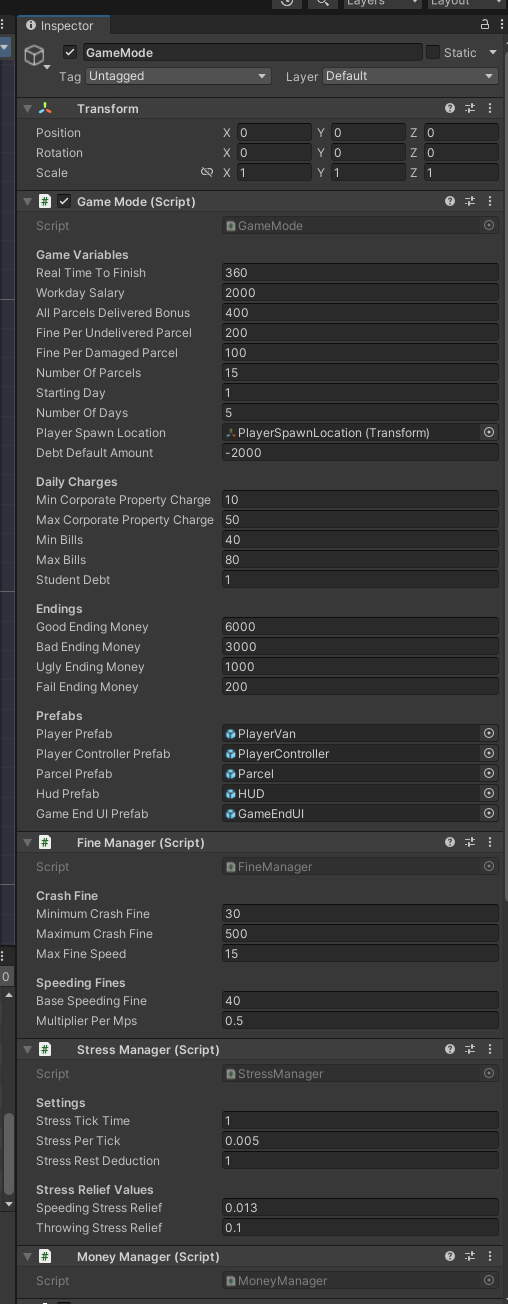 Layers Layout
Inspector
GameMode Static
Tag Untagged Layer Default
Transform
Position X 0 Y 0 Z 0
Rotation X 0 Y 0 Z 0
Scale X 1 Y 1 Z 1
# Game Mode (Script)
Script GameMode
Game Variables
Real Time To Finish 360
Workday Salary 2000
All Parcels Delivered Bonus 400
Fine Per Undelivered Parcel 200
Fine Per Damaged Parcel 100
Number Of Parcels 15
Starting Day 1
Number Of Days 5
Player Spawn Location PlayerSpawnLocation (Transform)
Debt Default Amount -2000
Daily Charges
Min Corporate Property Charge 10
Max Corporate Property Charge 50
Min Bills 40
Max Bills 80
Student Debt 1
Endings
Good Ending Money 6000
Bad Ending Money 3000
Ugly Ending Money 1000
Fail Ending Money 200
Prefabs
Player Prefab PlayerVan
Player Controller Prefab PlayerController
Parcel Prefab Parcel
Hud Prefab HUD
Game End UI Prefab GameEndUI
# Fine Manager (Script)
Script FineManager
Crash Fine
Minimum Crash Fine 30
Maximum Crash Fine 500
Max Fine Speed 15
Speeding Fines
0
Base Speeding Fine 40
Multiplier Per Mps 0.5
# Stress Manager (Script)
Script StressManager
Settings
Stress Tick Time 1
Stress Per Tick 0.005
Stress Rest Deduction 1
Stress Relief Values
Speeding Stress Relief 0.013
Throwing Stress Relief 0.1
# Money Manager (Script)
Script MoneyManager